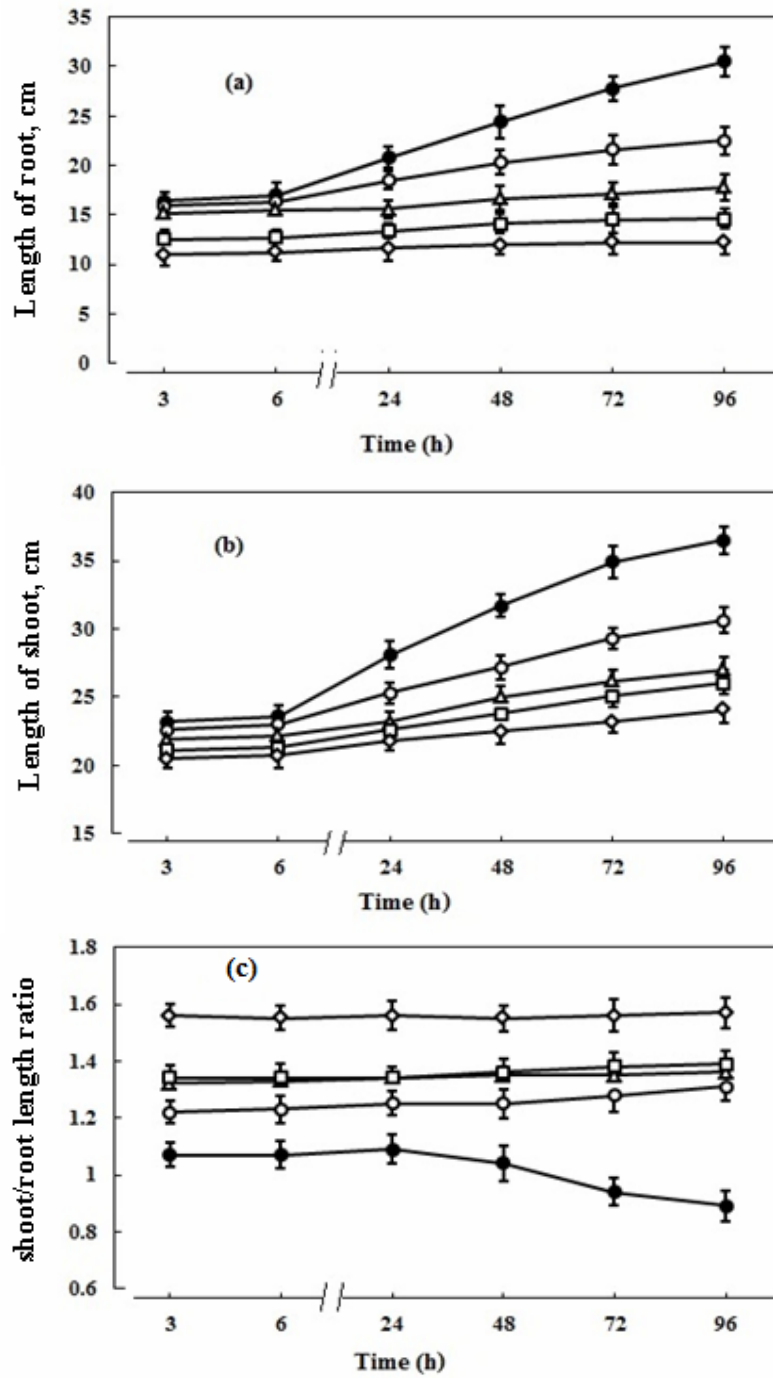 35
(a)
30
25
20
15
10
5
0
Length of root, cm
3 6 24 48 72 96
Time (h)
40
(b)
35
30
25
20
15
Length of shoot, cm
3 6 24 48 72 96
Time (h)
1.8
(c)
1.6
1.4
1.2
1
0.8
0.6
shoot/root length ratio
3 6 24 48 72 96
Time (h)